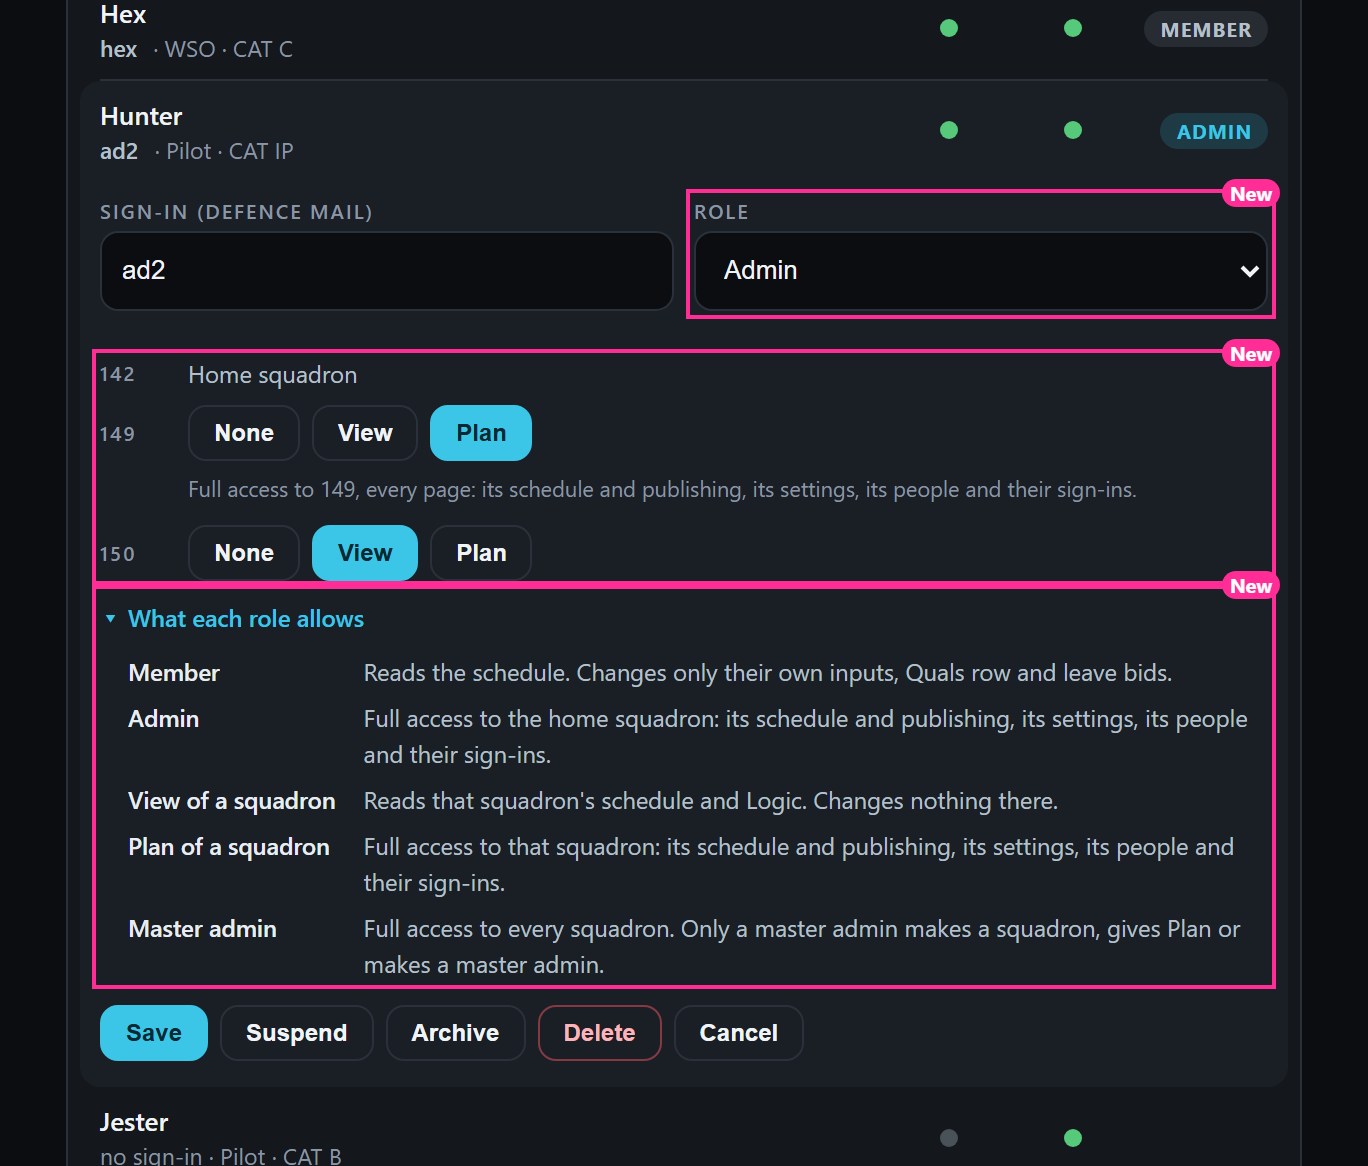 Hex
hex · WSO · CAT C
MEMBER
Hunter
ad2 · Pilot · CAT IP
ADMIN
SIGN-IN (DEFENCE MAIL)
ad2
New
ROLE
Admin
New
142 Home squadron
149 None View Plan
Full access to 149, every page: its schedule and publishing, its settings, its people and their sign-ins.
150 None View Plan
New
What each role allows
Member Reads the schedule. Changes only their own inputs, Quals row and leave bids.
Admin Full access to the home squadron: its schedule and publishing, its settings, its people
and their sign-ins.
View of a squadron Reads that squadron's schedule and Logic. Changes nothing there.
Plan of a squadron Full access to that squadron: its schedule and publishing, its settings, its people and
their sign-ins.
Master admin Full access to every squadron. Only a master admin makes a squadron, gives Plan or
makes a master admin.
Save Suspend Archive Delete Cancel
Jester
no sign-in · Pilot · CAT B